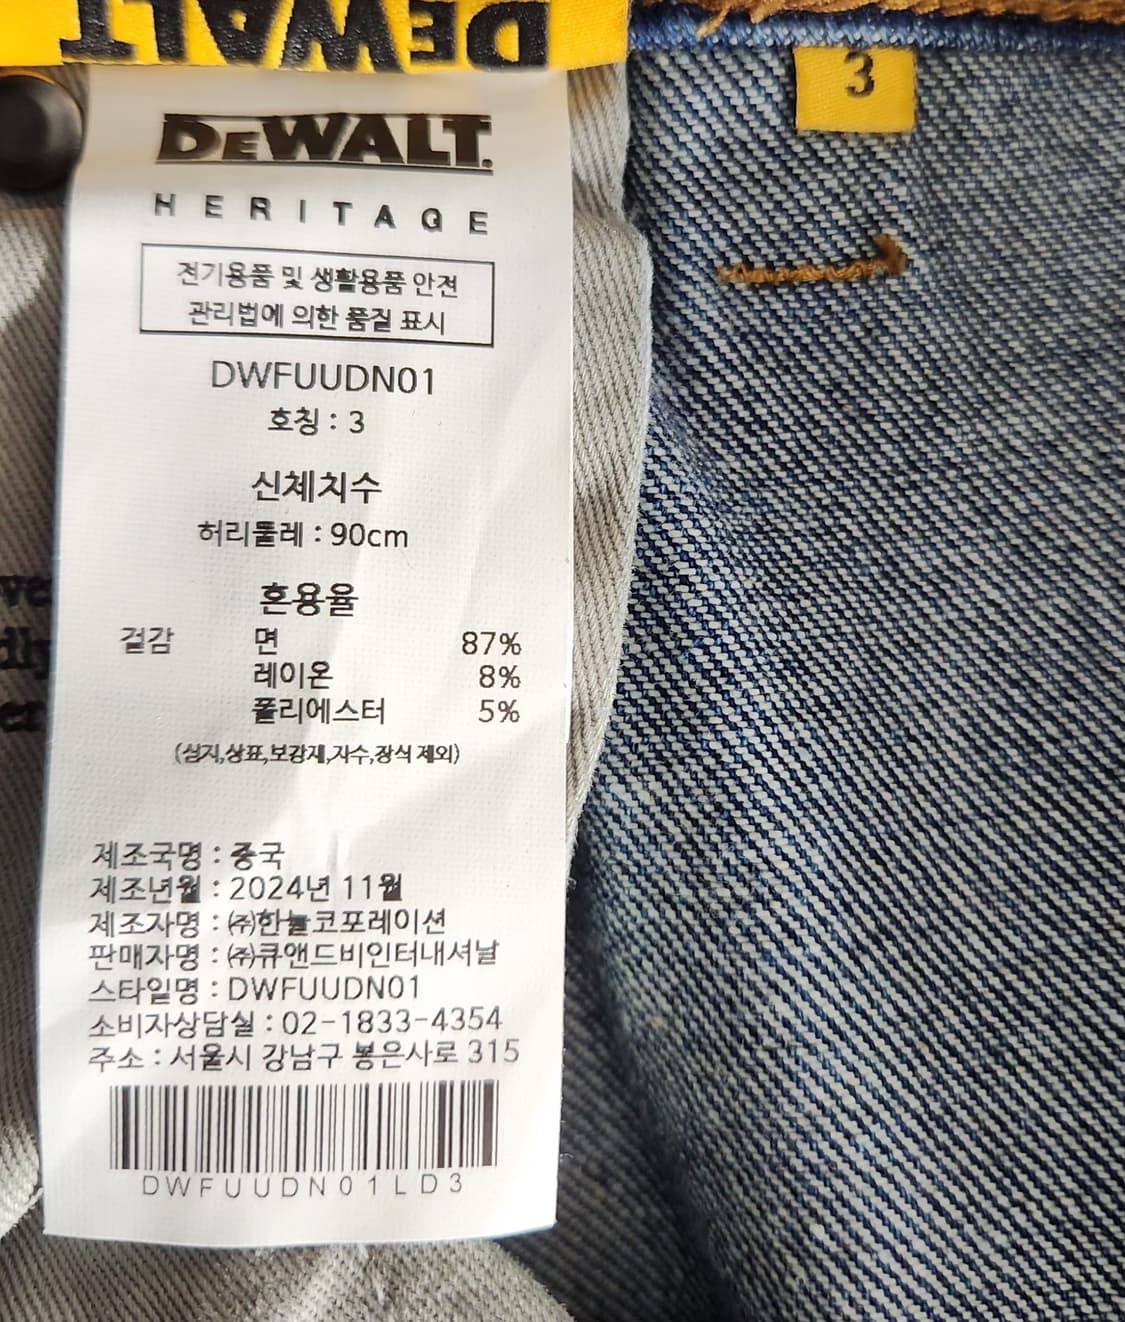 DEWALT
3
DEWALT.
HERITAGE
전기용품 및 생활용품 안전
관리법에 의한 품질 표시
DWFUUDN01
호칭 : 3
신체치수
허리둘레 : 90cm
혼용율
겉감 면 87%
레이온 8%
폴리에스터 5%
(심지,상표,보강제,자수,장식 제외)
제조국명 : 중국
제조년월 : 2024년 11월
제조자명 : ㈜한늘코포레이션
판매자명 : ㈜큐앤드비인터내셔날
스타일명 : DWFUUDN01
소비자상담실 : 02-1833-4354
주소 : 서울시 강남구 봉은사로 315
DWFUUDN01LD3